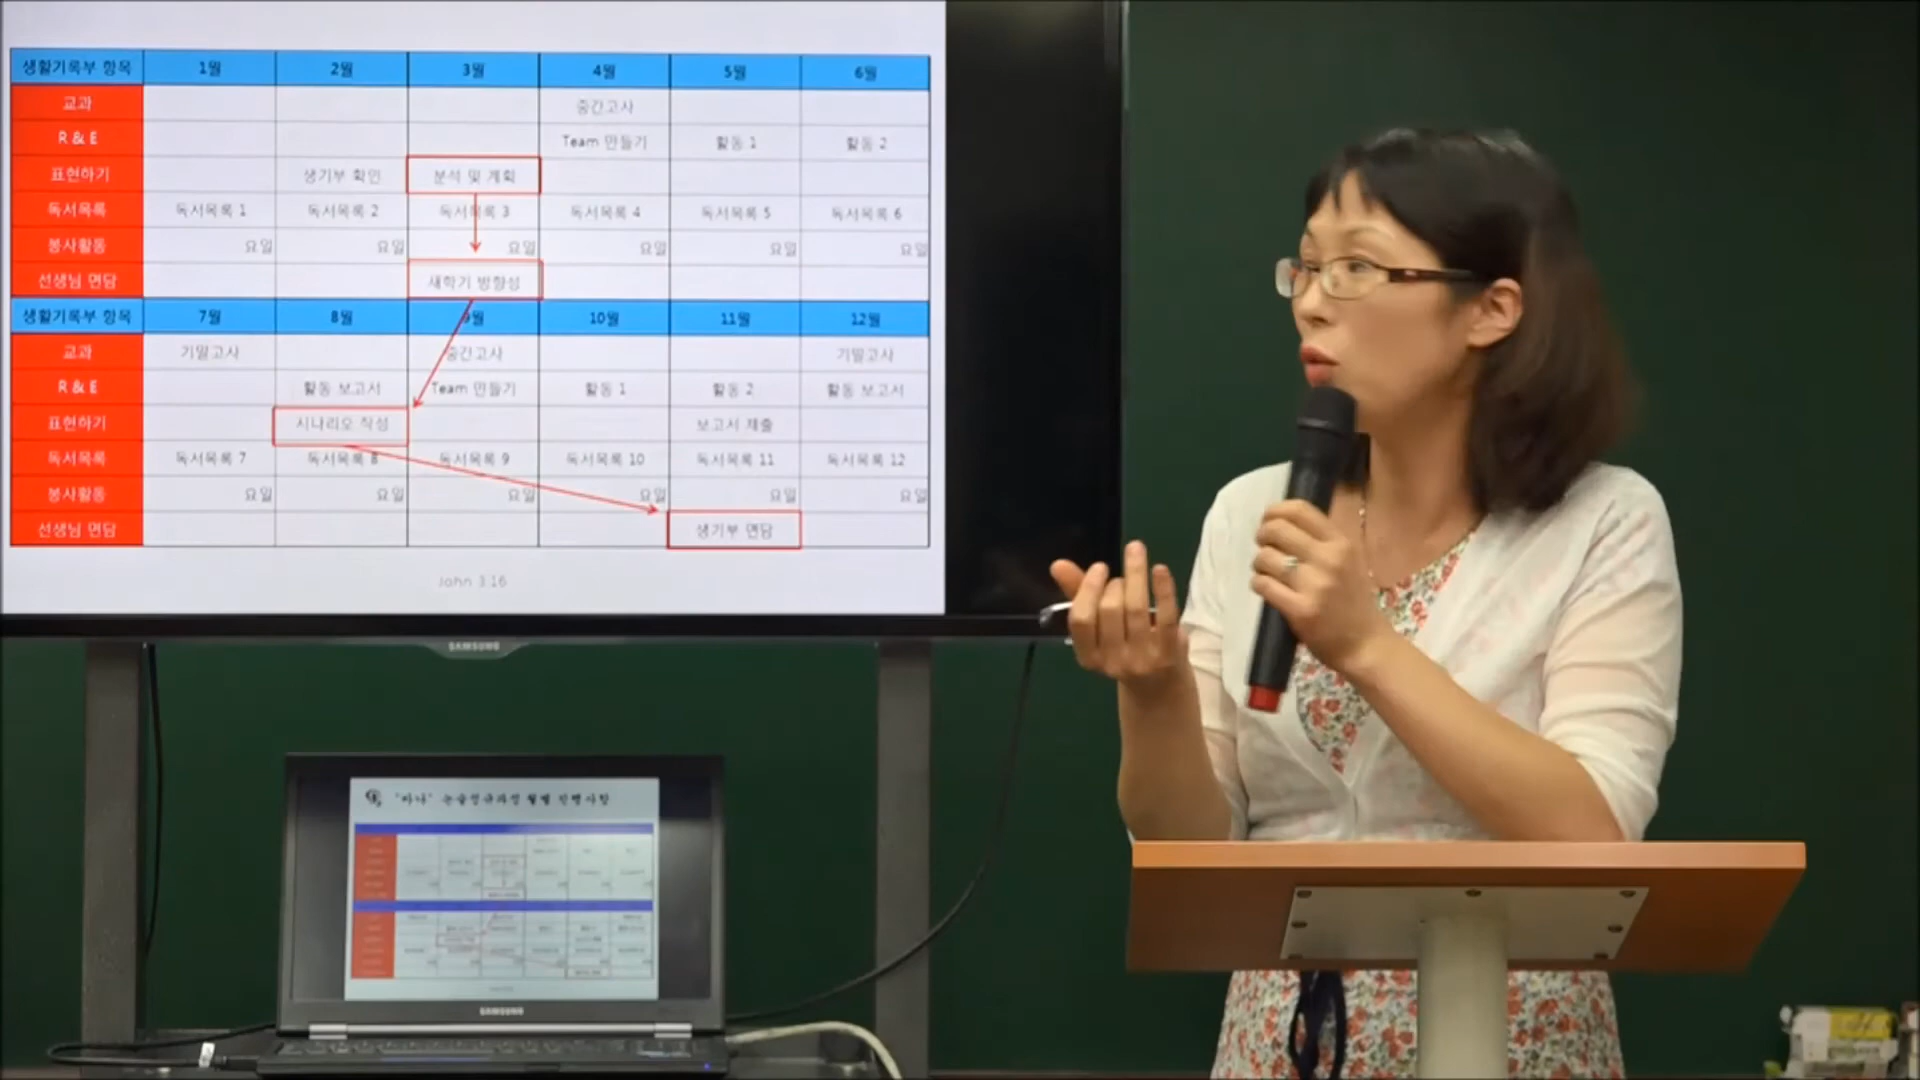 생활기록부 항목 1월 2월 3월 4월 5월 6월
교과 중간고사
R & E Team 만들기 활동 1 활동 2
표현하기 생기부 확인 분석 및 계획
독서목록 독서목록 1 독서목록 2 독서목록 3 독서목록 4 독서목록 5 독서목록 6
봉사활동 요일 요일 요일 요일 요일 요일
선생님 면담 새학기 방향성
생활기록부 항목 7월 8월 9월 10월 11월 12월
교과 기말고사 중간고사 기말고사
R & E 활동 보고서 Team 만들기 활동 1 활동 2 활동 보고서
표현하기 시나리오 작성 보고서 제출
독서목록 독서목록 7 독서목록 8 독서목록 9 독서목록 10 독서목록 11 독서목록 12
봉사활동 요일 요일 요일 요일 요일 요일
선생님 면담 생기부 면담
John 3:16
SAMSUNG
SAMSUNG